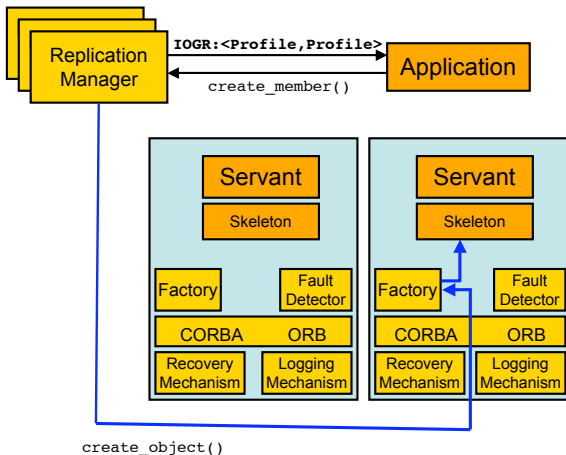 Replication
Manager
IOGR:<Profile,Profile>
create_member()
Application
Servant
Skeleton
Factory
Fault
Detector
CORBA ORB
Recovery
Mechanism
Logging
Mechanism
Servant
Skeleton
Factory
Fault
Detector
CORBA ORB
Recovery
Mechanism
Logging
Mechanism
create_object()